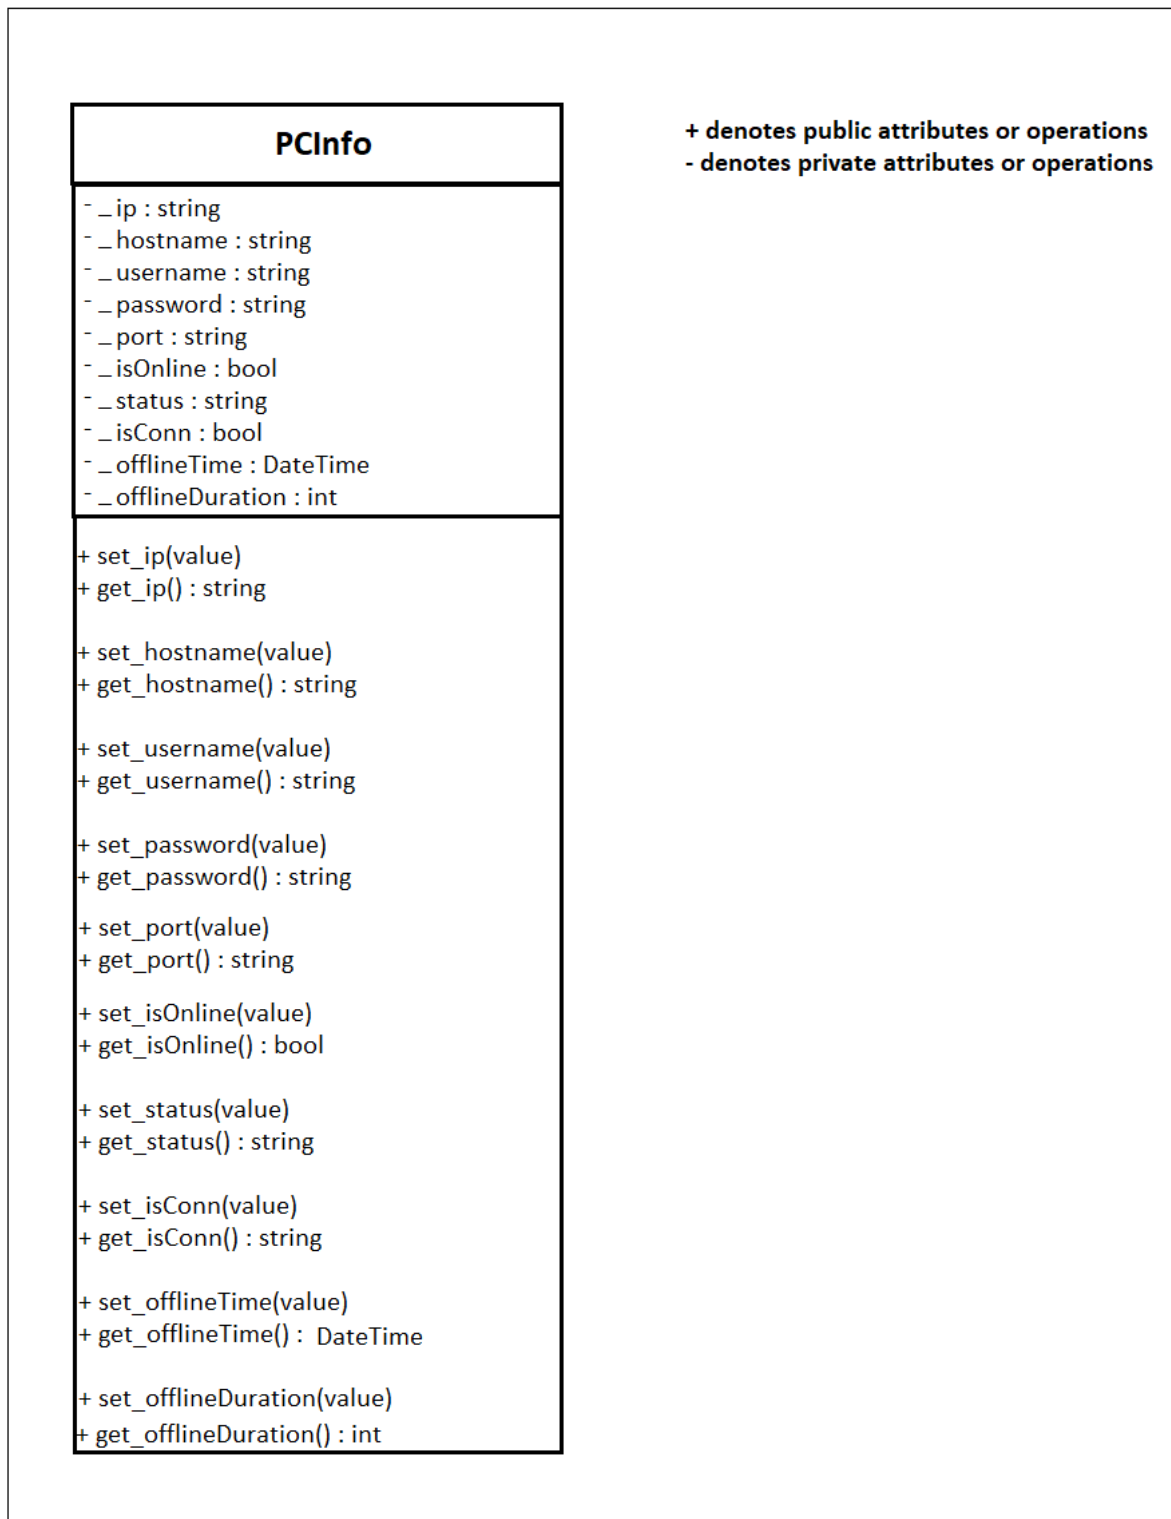 PCInfo
+ denotes public attributes or operations
- denotes private attributes or operations
- _ip : string
- _hostname : string
- _username : string
- _password : string
- _port : string
- _isOnline : bool
- _status : string
- _isConn : bool
- _offlineTime : DateTime
- _offlineDuration : int
+ set_ip(value)
+ get_ip() : string
+ set_hostname(value)
+ get_hostname() : string
+ set_username(value)
+ get_username() : string
+ set_password(value)
+ get_password() : string
+ set_port(value)
+ get_port() : string
+ set_isOnline(value)
+ get_isOnline() : bool
+ set_status(value)
+ get_status() : string
+ set_isConn(value)
+ get_isConn() : string
+ set_offlineTime(value)
+ get_offlineTime() : DateTime
+ set_offlineDuration(value)
+ get_offlineDuration() : int